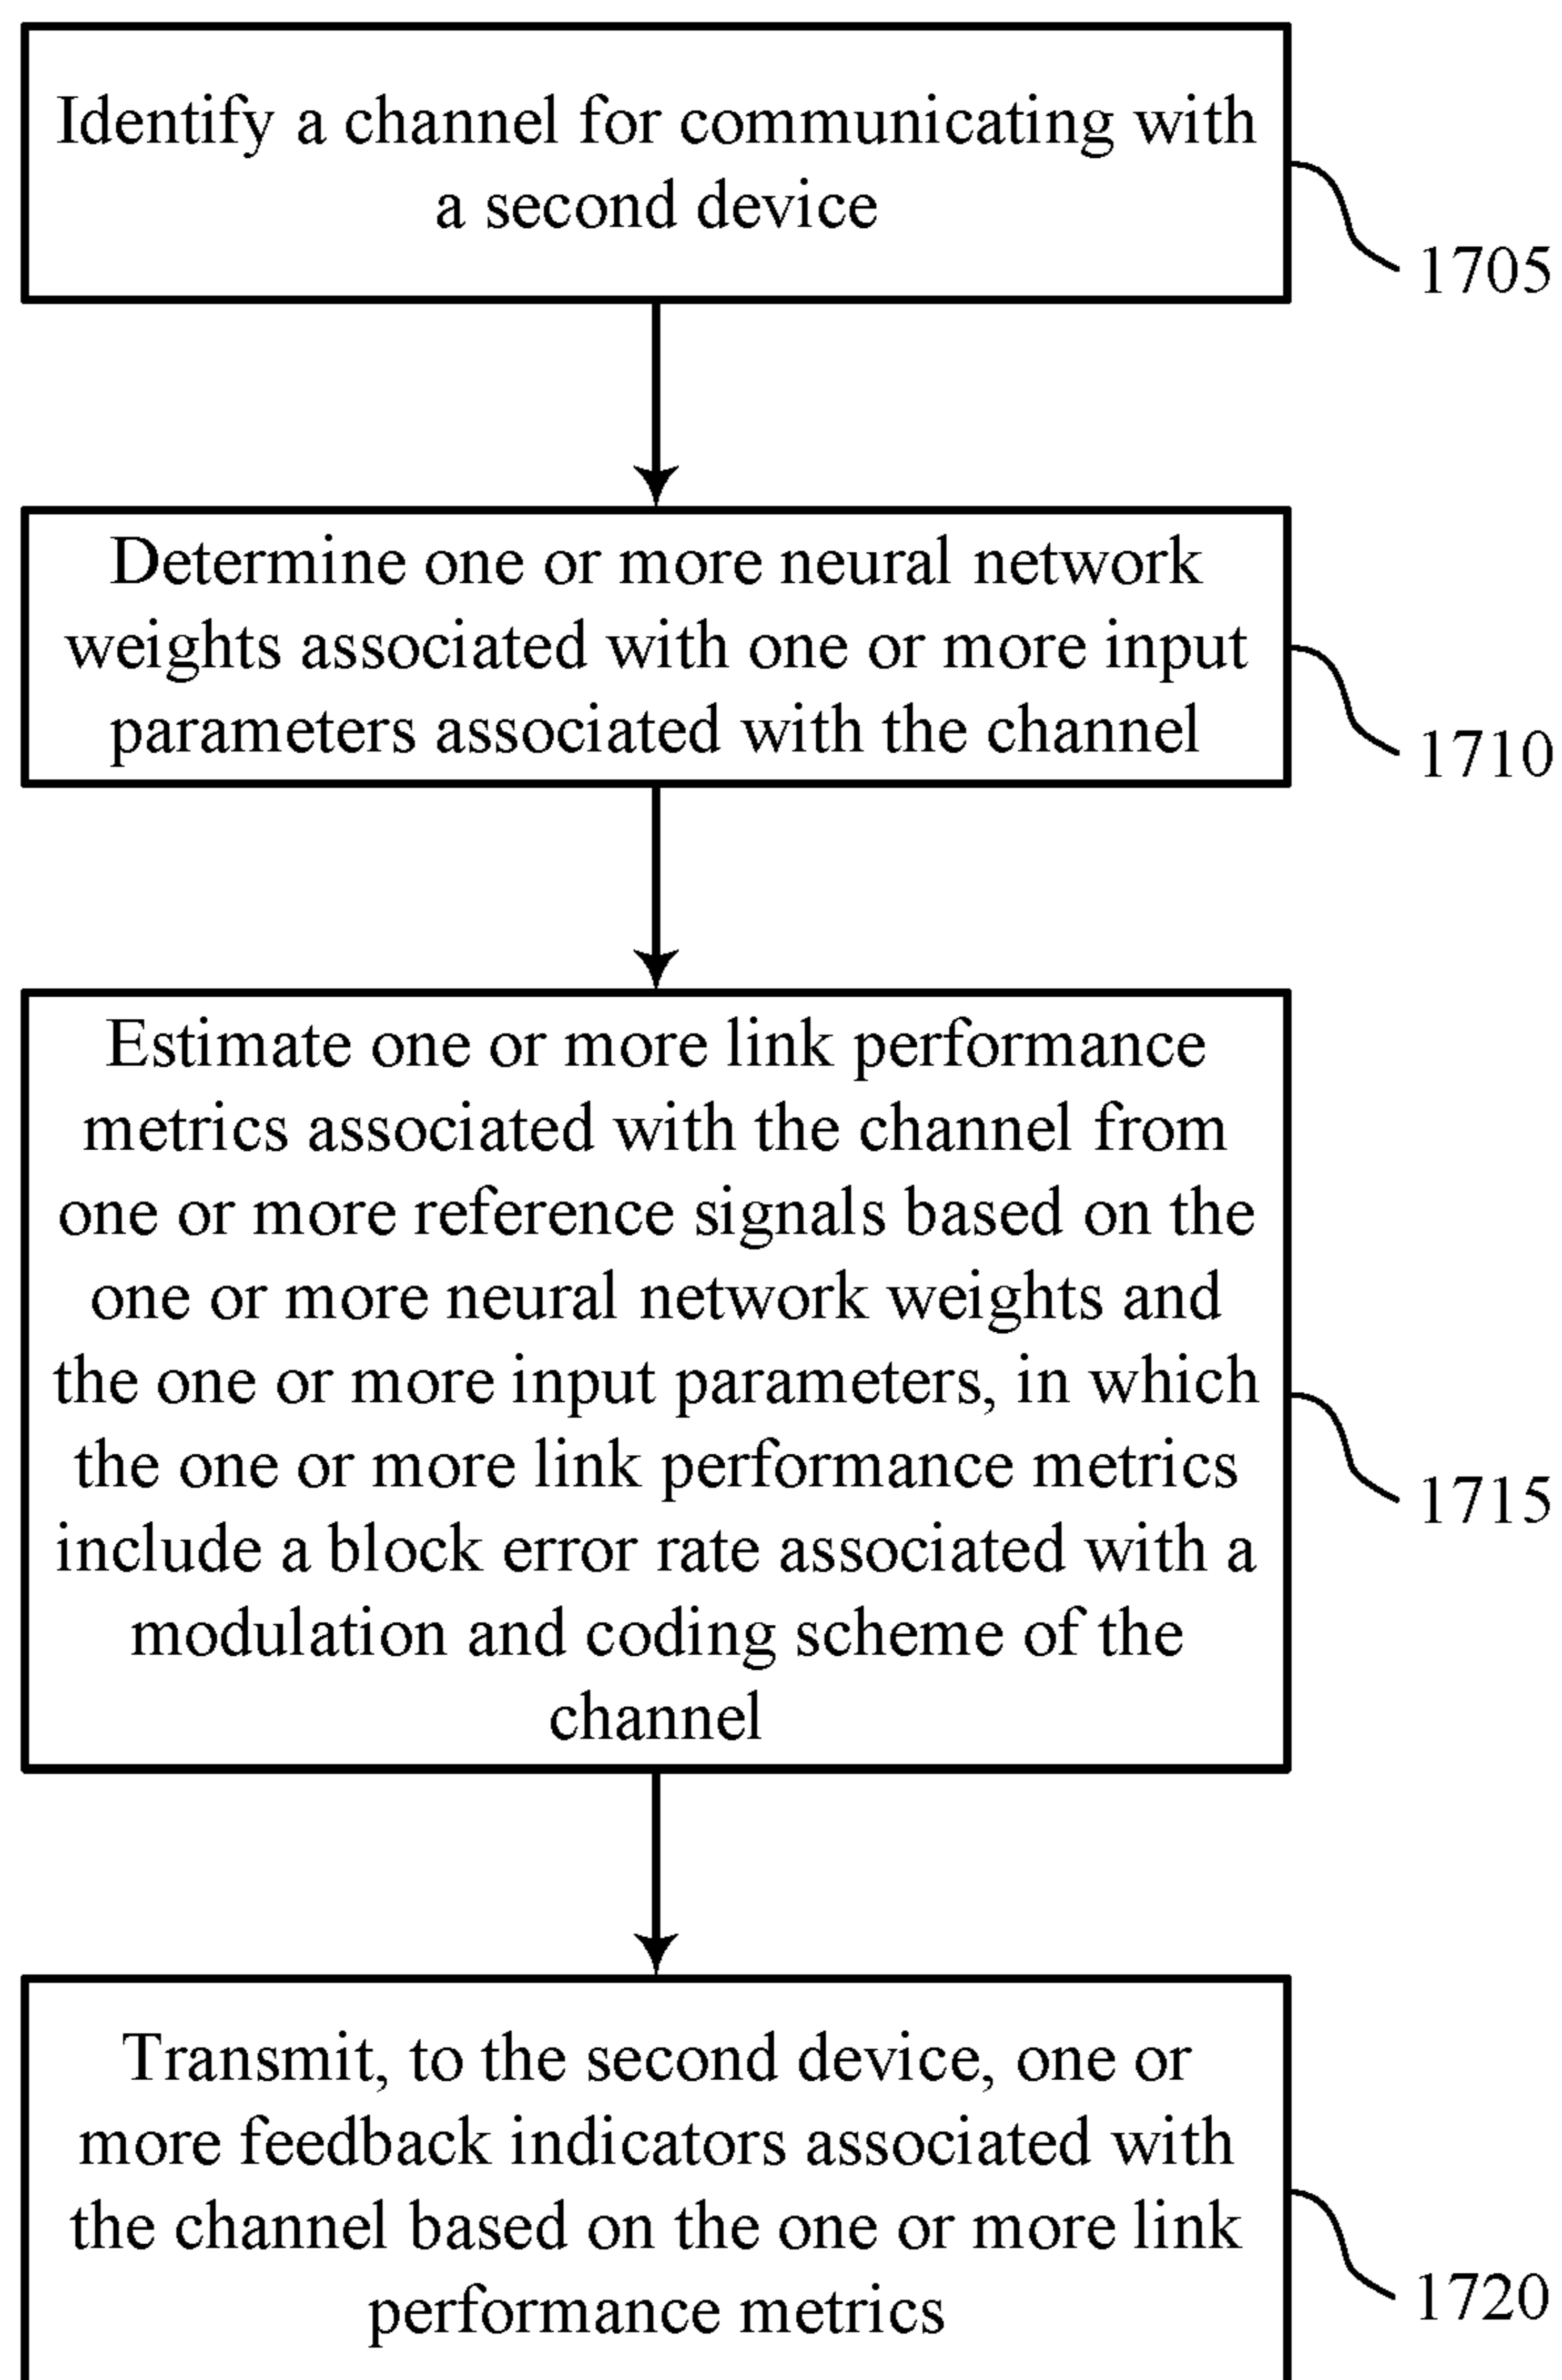 Identify a channel for communicating with
a second device
1705
Determine one or more neural network
weights associated with one or more input
parameters associated with the channel
1710
Estimate one or more link performance
metrics associated with the channel from
one or more reference signals based on the
one or more neural network weights and
the one or more input parameters, in which
the one or more link performance metrics
include a block error rate associated with a
modulation and coding scheme of the
channel
1715
Transmit, to the second device, one or
more feedback indicators associated with
the channel based on the one or more link
performance metrics
1720